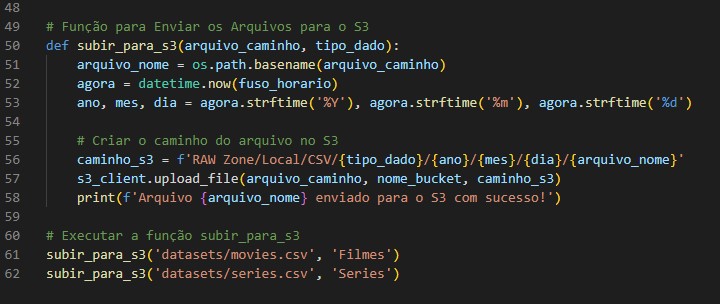 48
49 # Função para Enviar os Arquivos para o S3
50 def subir_para_s3(arquivo_caminho, tipo_dado):
51     arquivo_nome = os.path.basename(arquivo_caminho)
52     agora = datetime.now(fuso_horario)
53     ano, mes, dia = agora.strftime('%Y'), agora.strftime('%m'), agora.strftime('%d')
54
55     # Criar o caminho do arquivo no S3
56     caminho_s3 = f'RAW Zone/Local/CSV/{tipo_dado}/{ano}/{mes}/{dia}/{arquivo_nome}'
57     s3_client.upload_file(arquivo_caminho, nome_bucket, caminho_s3)
58     print(f'Arquivo {arquivo_nome} enviado para o S3 com sucesso!')
59
60 # Executar a função subir_para_s3
61 subir_para_s3('datasets/movies.csv', 'Filmes')
62 subir_para_s3('datasets/series.csv', 'Series')